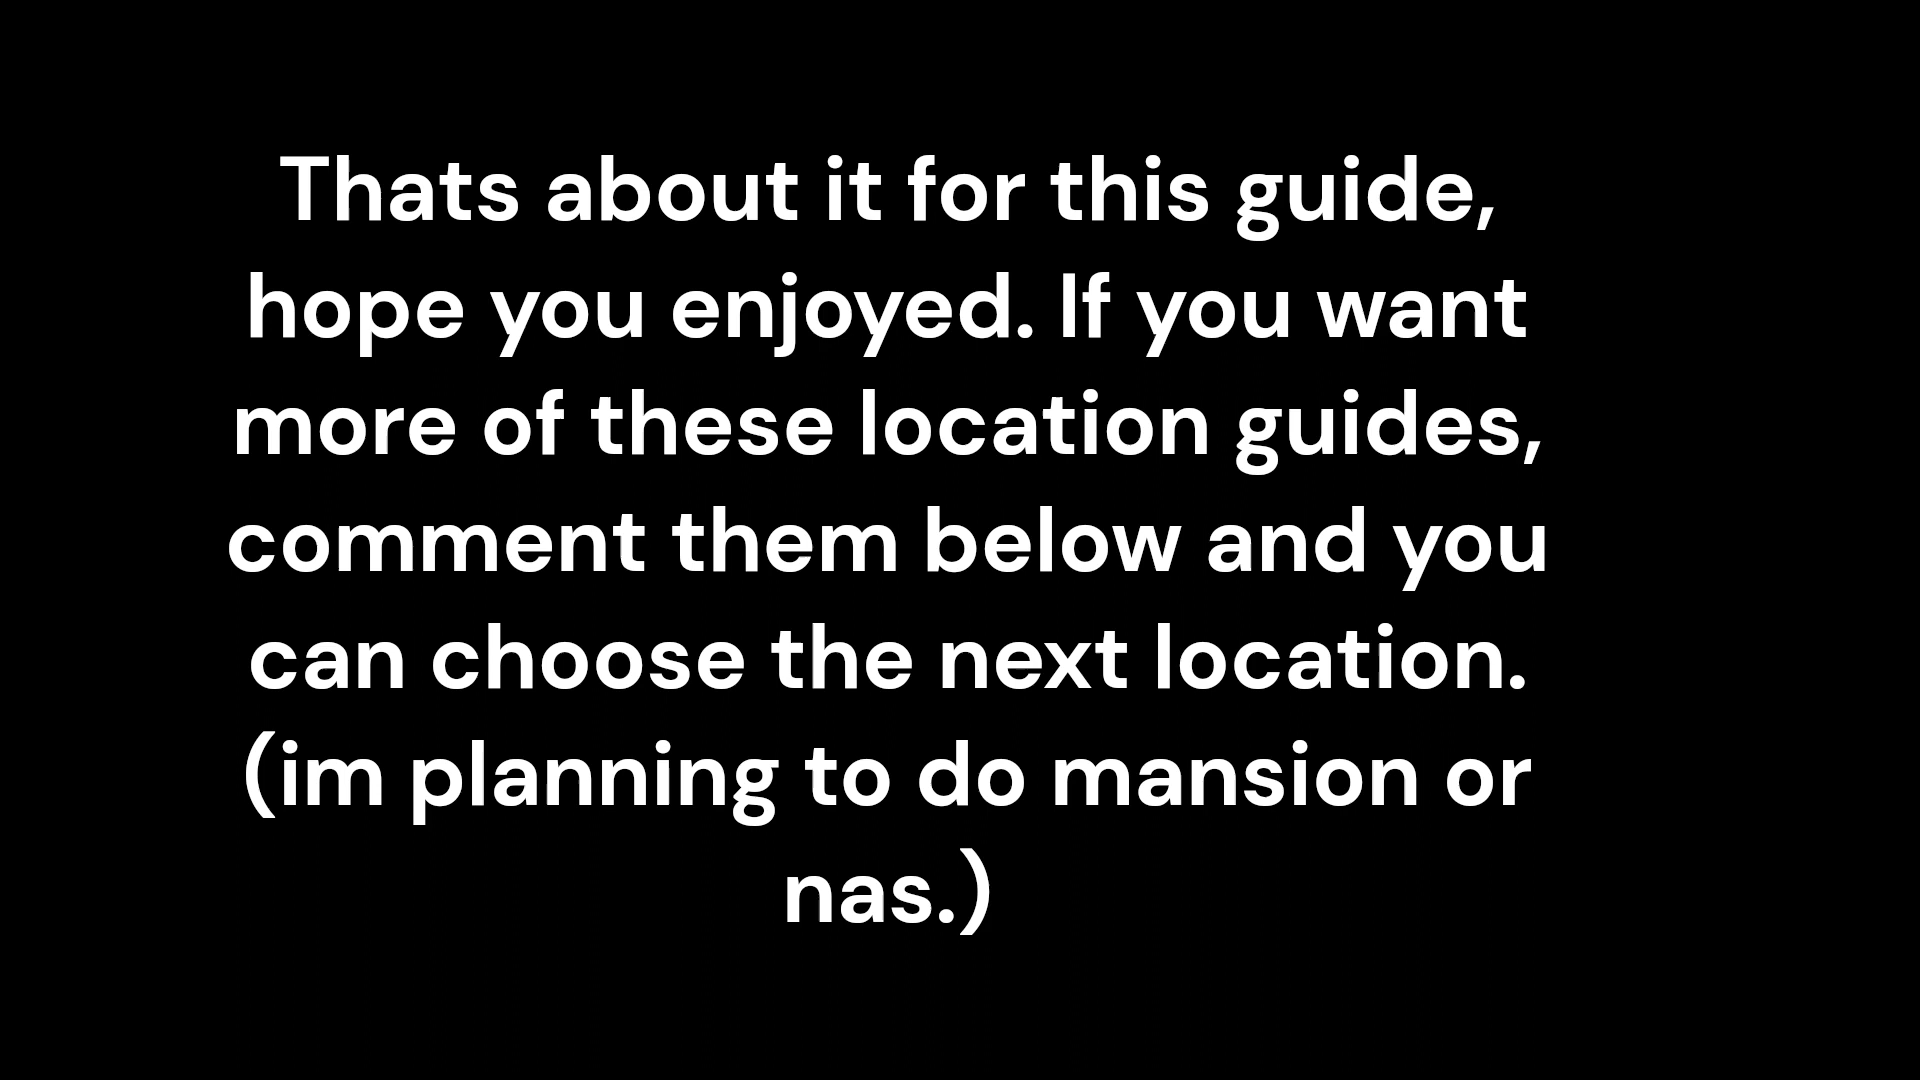 Thats about it for this guide,
hope you enjoyed. If you want
more of these location guides,
comment them below and you
can choose the next location.
(im planning to do mansion or
nas.)